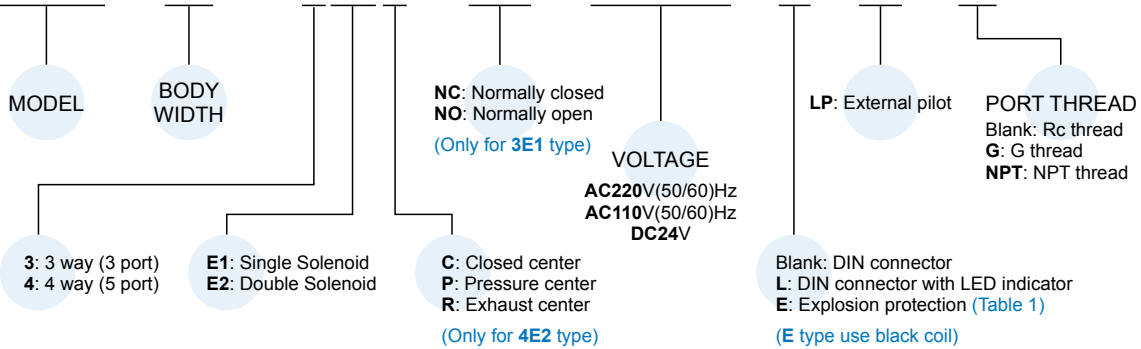 MODEL
BODY
WIDTH
NC: Normally closed
NO: Normally open
(Only for 3E1 type)
VOLTAGE
AC220V(50/60)Hz
AC110V(50/60)Hz
DC24V
LP: External pilot
PORT THREAD
Blank: Rc thread
G: G thread
NPT: NPT thread
3: 3 way (3 port)
4: 4 way (5 port)
E1: Single Solenoid
E2: Double Solenoid
C: Closed center
P: Pressure center
R: Exhaust center
(Only for 4E2 type)
Blank: DIN connector
L: DIN connector with LED indicator
E: Explosion protection (Table 1)
(E type use black coil)